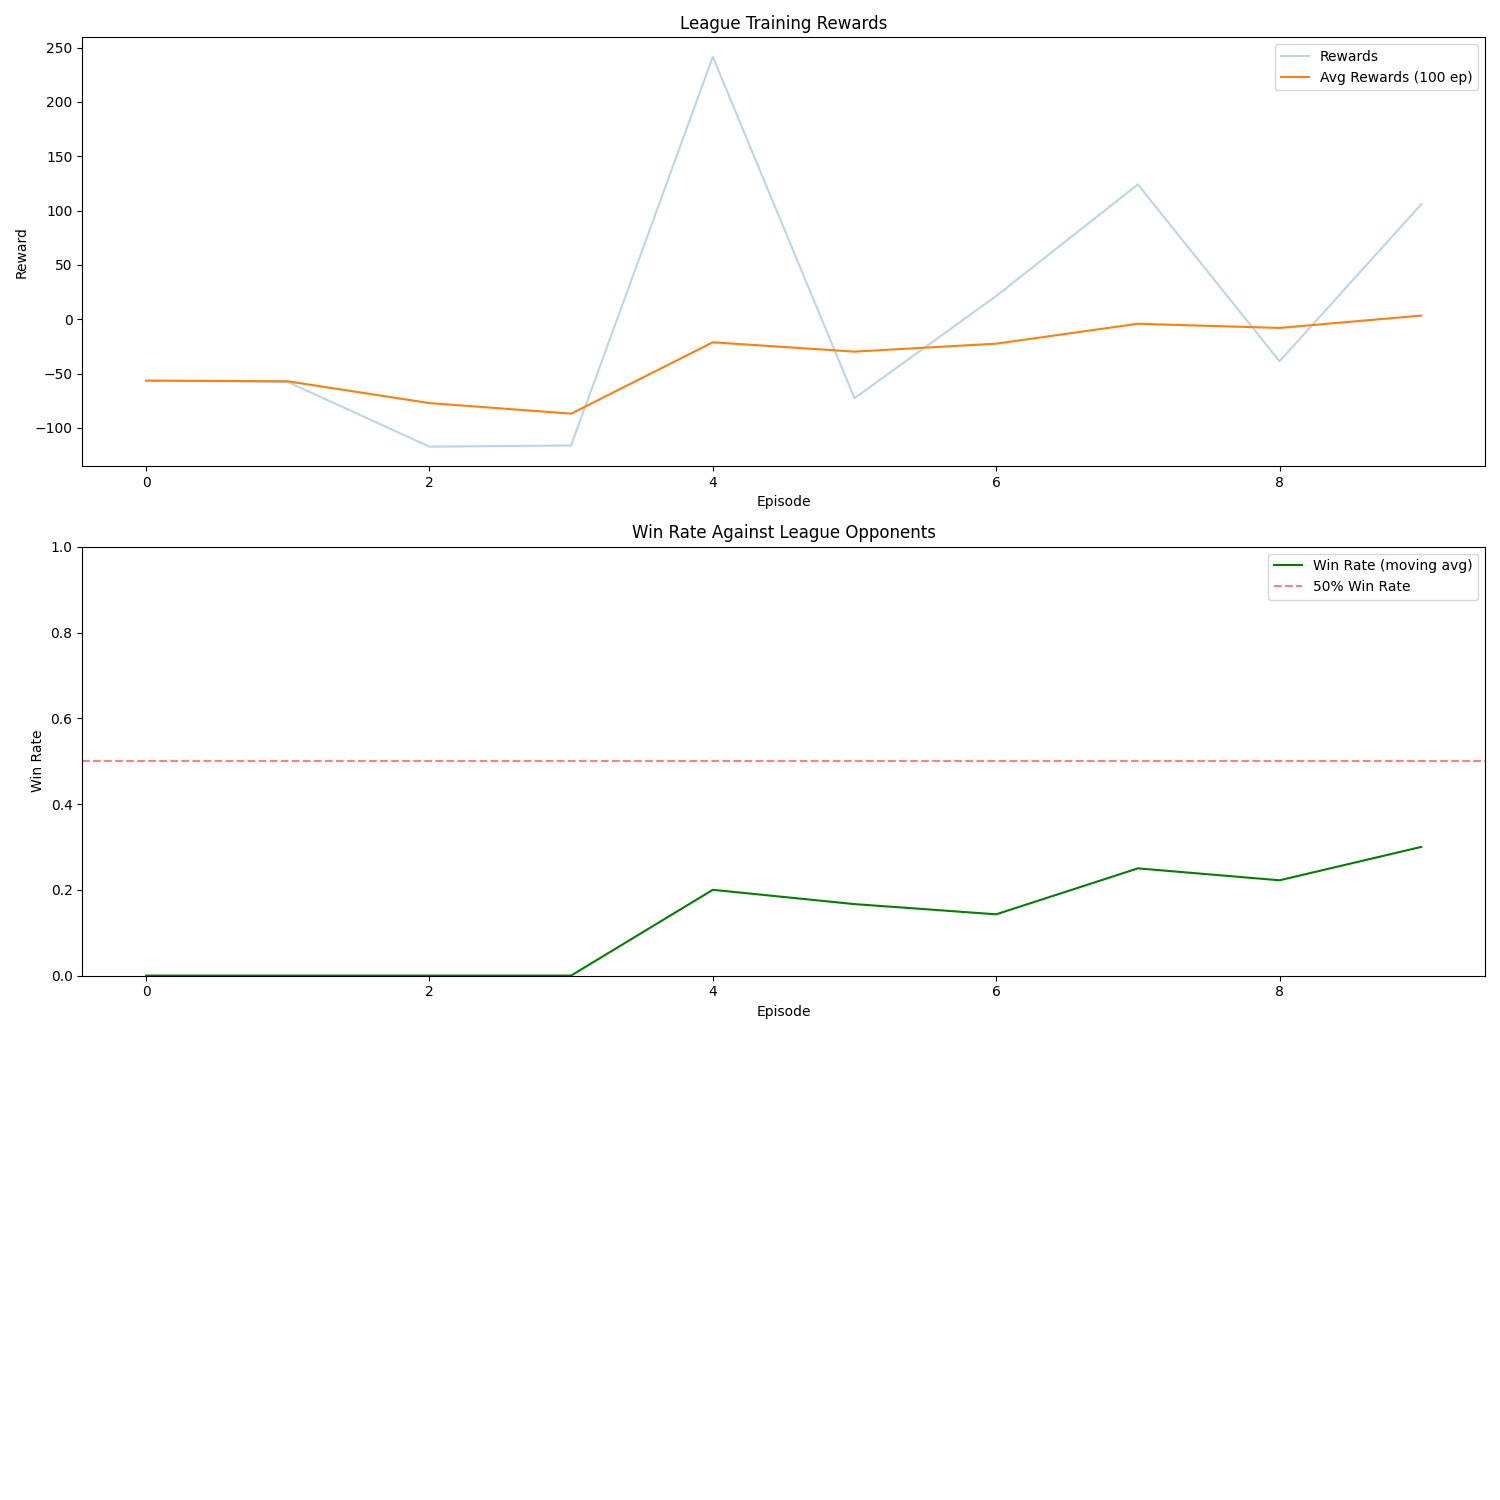 League Training Rewards
250
200
150
100
50
0
−50
−100
Reward
Rewards
Avg Rewards (100 ep)
0 2 4 6 8
Episode
Win Rate Against League Opponents
1.0
0.8
0.6
0.4
0.2
0.0
Win Rate
Win Rate (moving avg)
50% Win Rate
0 2 4 6 8
Episode